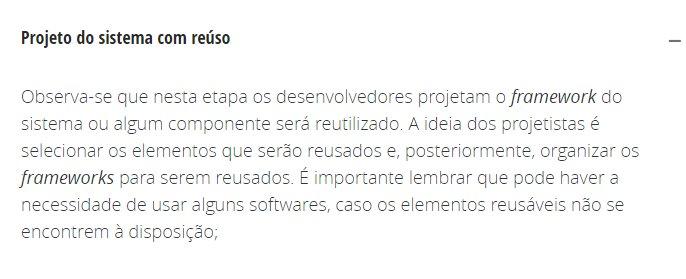 Projeto do sistema com reúso
Observa-se que nesta etapa os desenvolvedores projetam o framework do
sistema ou algum componente será reutilizado. A ideia dos projetistas é
selecionar os elementos que serão reusados e, posteriormente, organizar os
frameworks para serem reusados. É importante lembrar que pode haver a
necessidade de usar alguns softwares, caso os elementos reusáveis não se
encontrem à disposição;